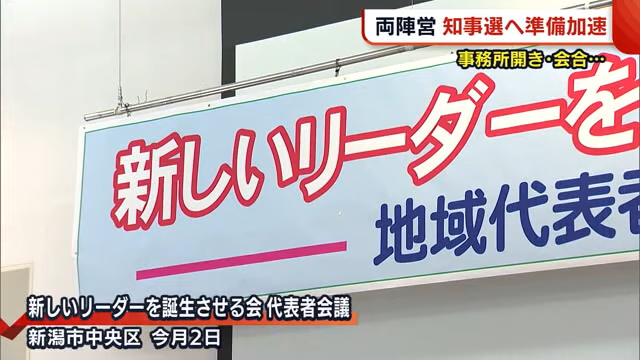 両陣営 知事選へ準備加速
事務所開き・会合…
新しいリーダーを
地域代表者
新しいリーダーを誕生させる会 代表者会議
新潟市中央区 今月2日